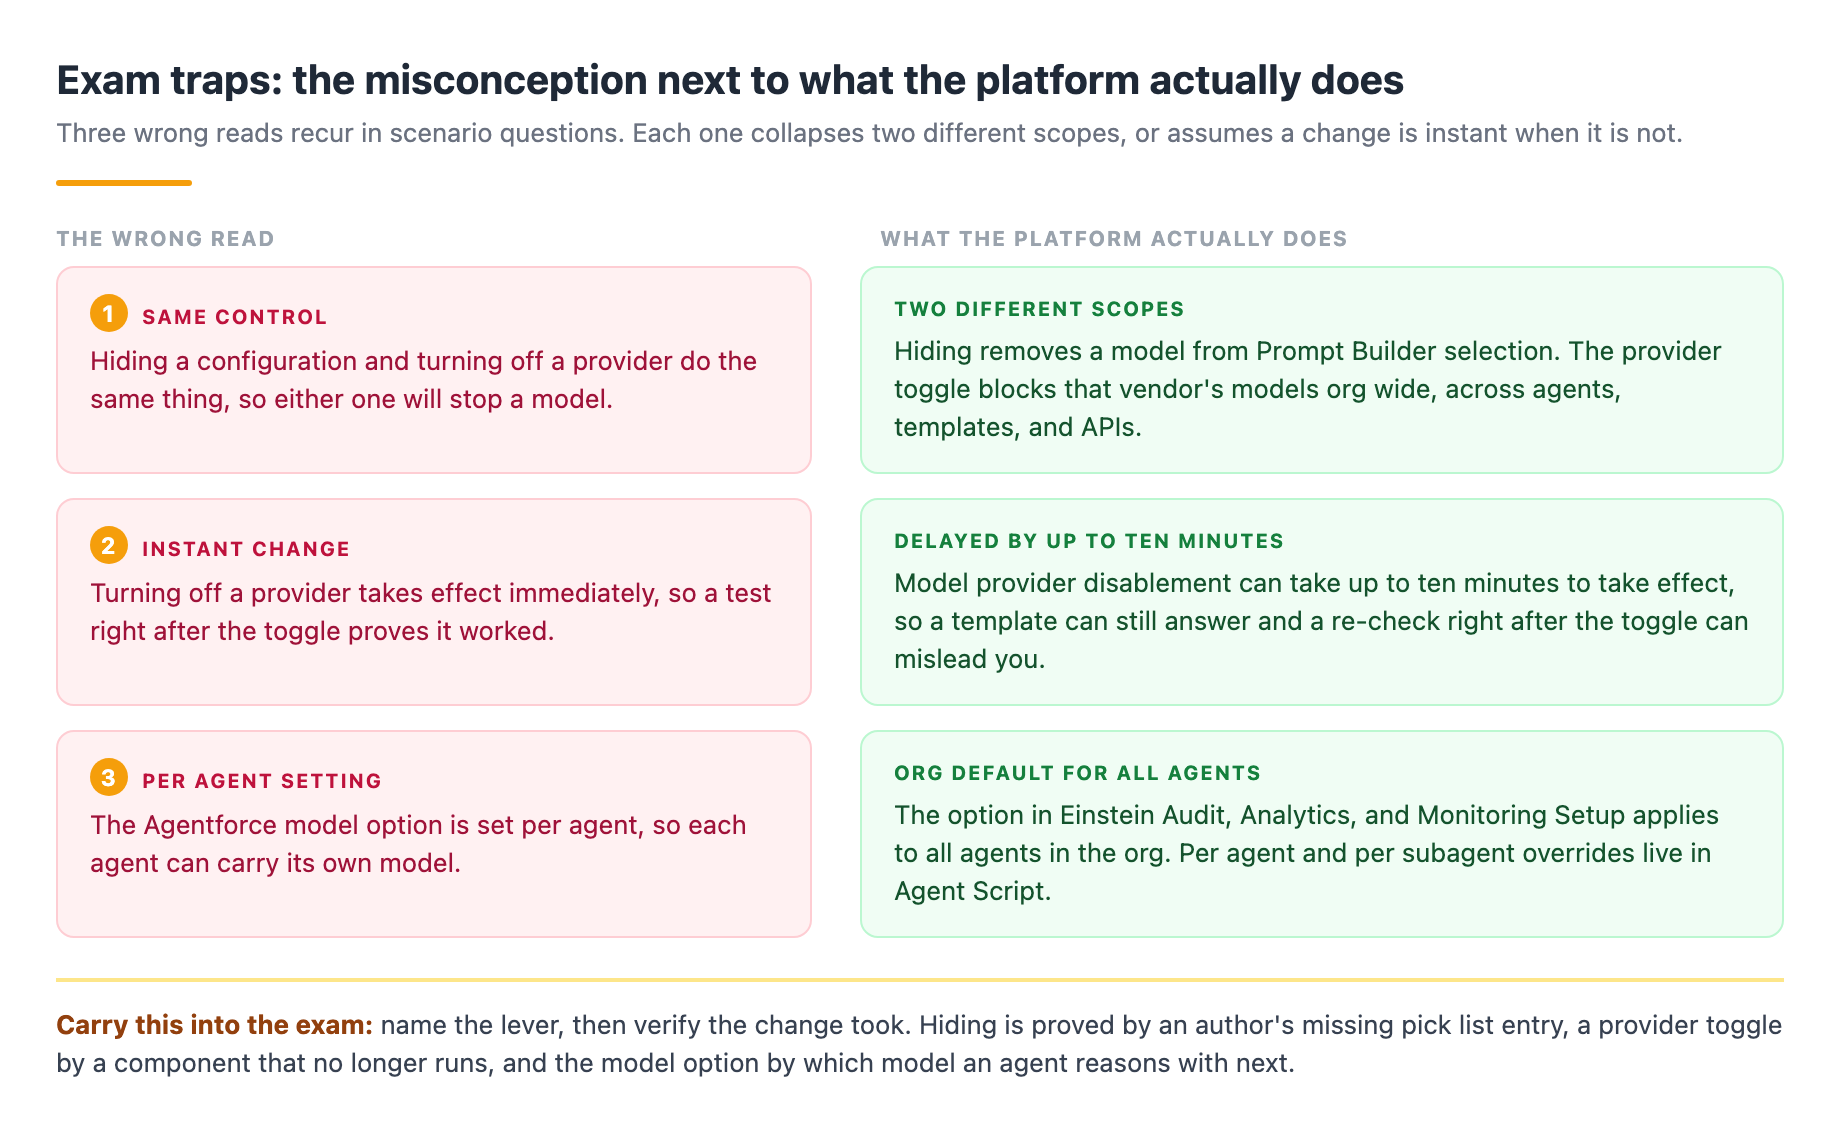 Exam traps: the misconception next to what the platform actually does
Three wrong reads recur in scenario questions. Each one collapses two different scopes, or assumes a change is instant when it is not.
THE WRONG READ
WHAT THE PLATFORM ACTUALLY DOES
1 SAME CONTROL
Hiding a configuration and turning off a provider do the
same thing, so either one will stop a model.
TWO DIFFERENT SCOPES
Hiding removes a model from Prompt Builder selection. The provider
toggle blocks that vendor's models org wide, across agents,
templates, and APIs.
2 INSTANT CHANGE
Turning off a provider takes effect immediately, so a test
right after the toggle proves it worked.
DELAYED BY UP TO TEN MINUTES
Model provider disablement can take up to ten minutes to take effect,
so a template can still answer and a re-check right after the toggle can
mislead you.
3 PER AGENT SETTING
The Agentforce model option is set per agent, so each
agent can carry its own model.
ORG DEFAULT FOR ALL AGENTS
The option in Einstein Audit, Analytics, and Monitoring Setup applies
to all agents in the org. Per agent and per subagent overrides live in
Agent Script.
Carry this into the exam: name the lever, then verify the change took. Hiding is proved by an author's missing pick list entry, a provider toggle
by a component that no longer runs, and the model option by which model an agent reasons with next.